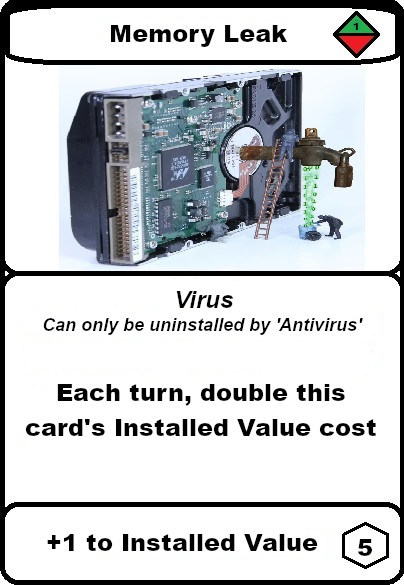 Memory Leak
1
Virus
Can only be uninstalled by 'Antivirus'
Each turn, double this
card's Installed Value cost
+1 to Installed Value
5